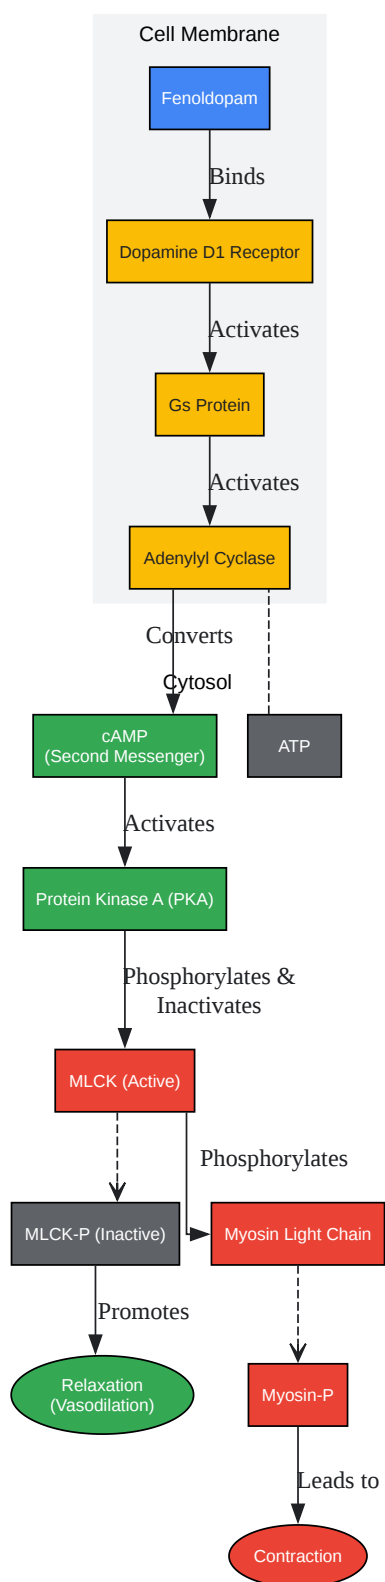 Cell Membrane
Fenoldopam
Binds
Dopamine D1 Receptor
Activates
Gs Protein
Activates
Adenylyl Cyclase
Converts
Cytosol
cAMP
(Second Messenger)
ATP
Activates
Protein Kinase A (PKA)
Phosphorylates &
Inactivates
MLCK (Active)
Phosphorylates
MLCK-P (Inactive)
Myosin Light Chain
Promotes
Relaxation
(Vasodilation)
Myosin-P
Leads to
Contraction